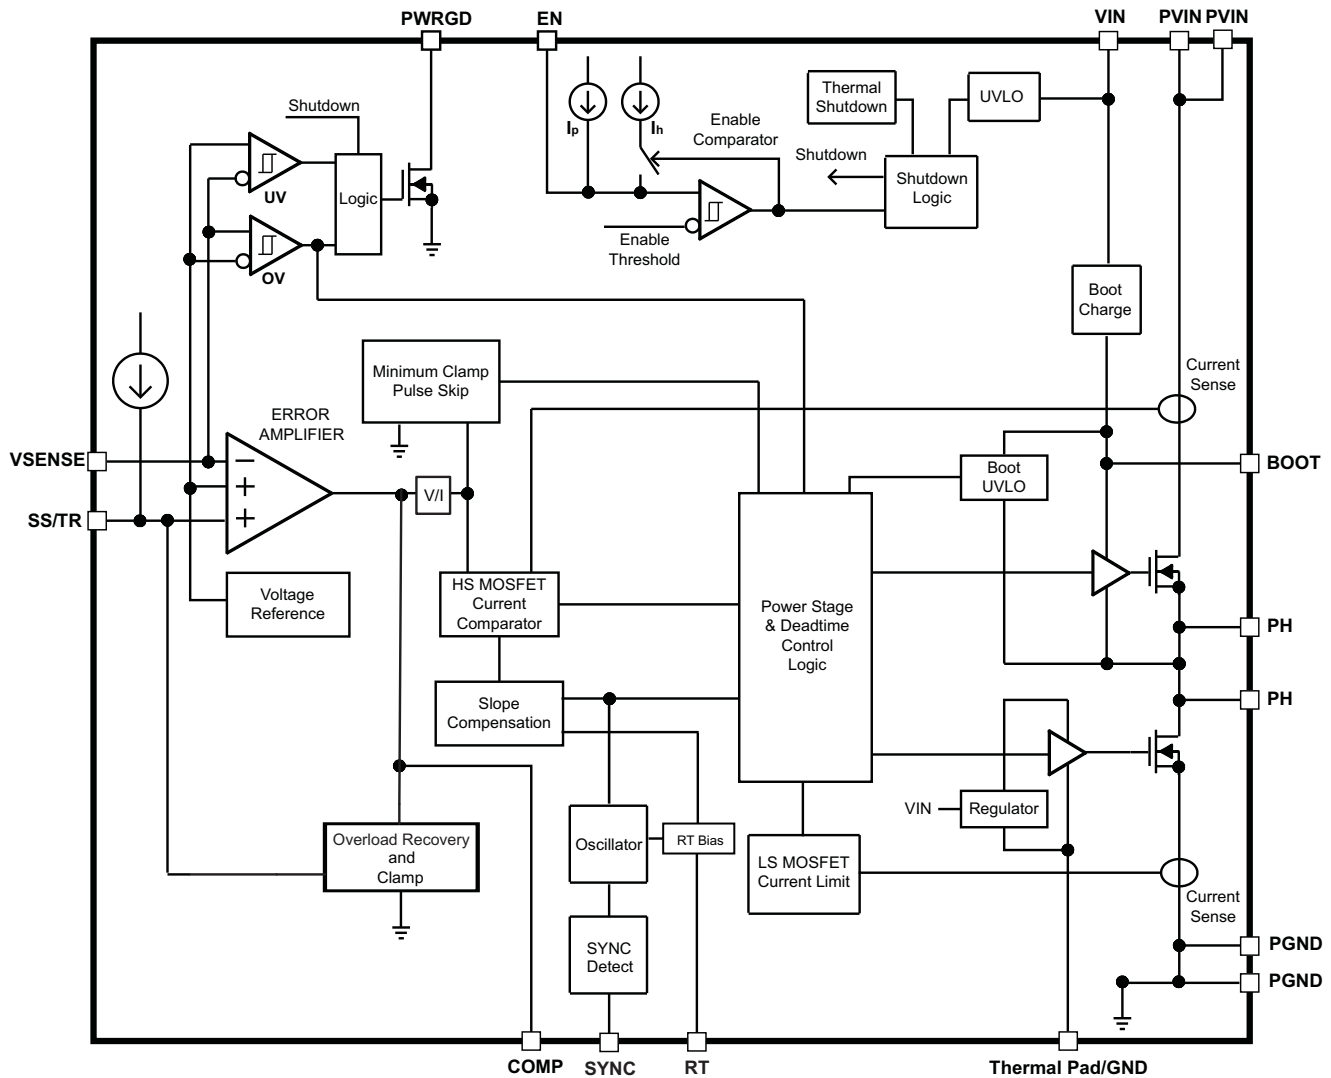 PWRGD
EN
VIN
PVIN
PVIN
Shutdown
Thermal
Shutdown
UVLO
Ip
Ih
Enable
Comparator
Shutdown
Shutdown
Logic
UV
Logic
Enable
Threshold
OV
Boot
Charge
Minimum Clamp
Pulse Skip
Current
Sense
ERROR
AMPLIFIER
VSENSE
V/I
Boot
UVLO
BOOT
SS/TR
Voltage
Reference
HS MOSFET
Current
Comparator
Power Stage
& Deadtime
Control
Logic
PH
Slope
Compensation
PH
VIN
Regulator
Overload Recovery
and
Clamp
Oscillator
RT Bias
LS MOSFET
Current Limit
Current
Sense
SYNC
Detect
PGND
PGND
COMP
SYNC
RT
Thermal Pad/GND